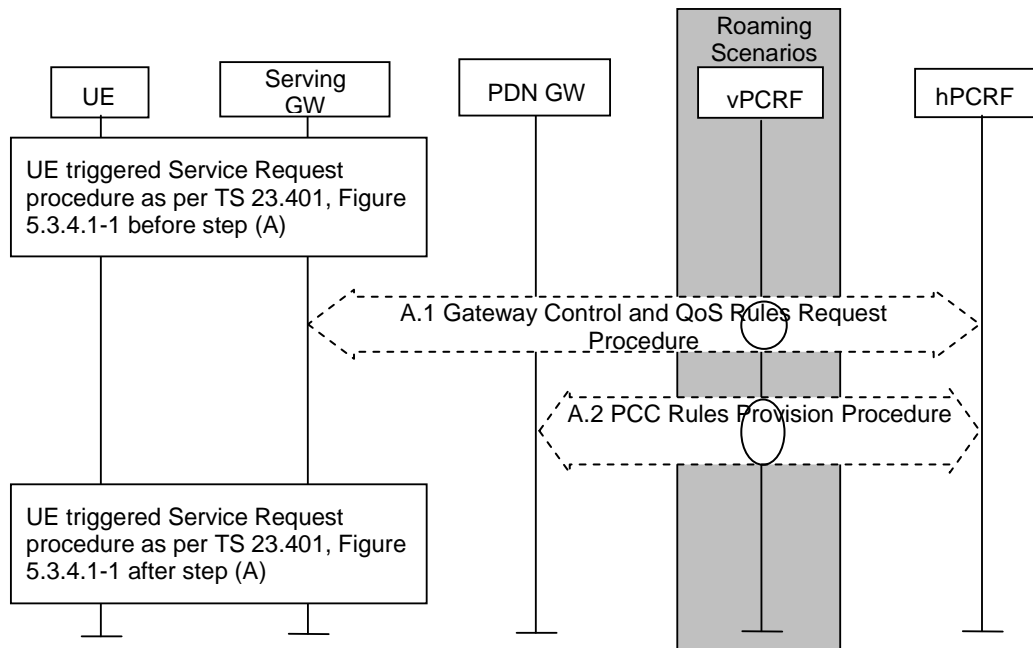 Roaming
Scenarios
UE
Serving
GW
PDN GW
vPCRF
hPCRF
UE triggered Service Request
procedure as per TS 23.401, Figure
5.3.4.1-1 before step (A)
A.1 Gateway Control and QoS Rules Request
Procedure
A.2 PCC Rules Provision Procedure
UE triggered Service Request
procedure as per TS 23.401, Figure
5.3.4.1-1 after step (A)